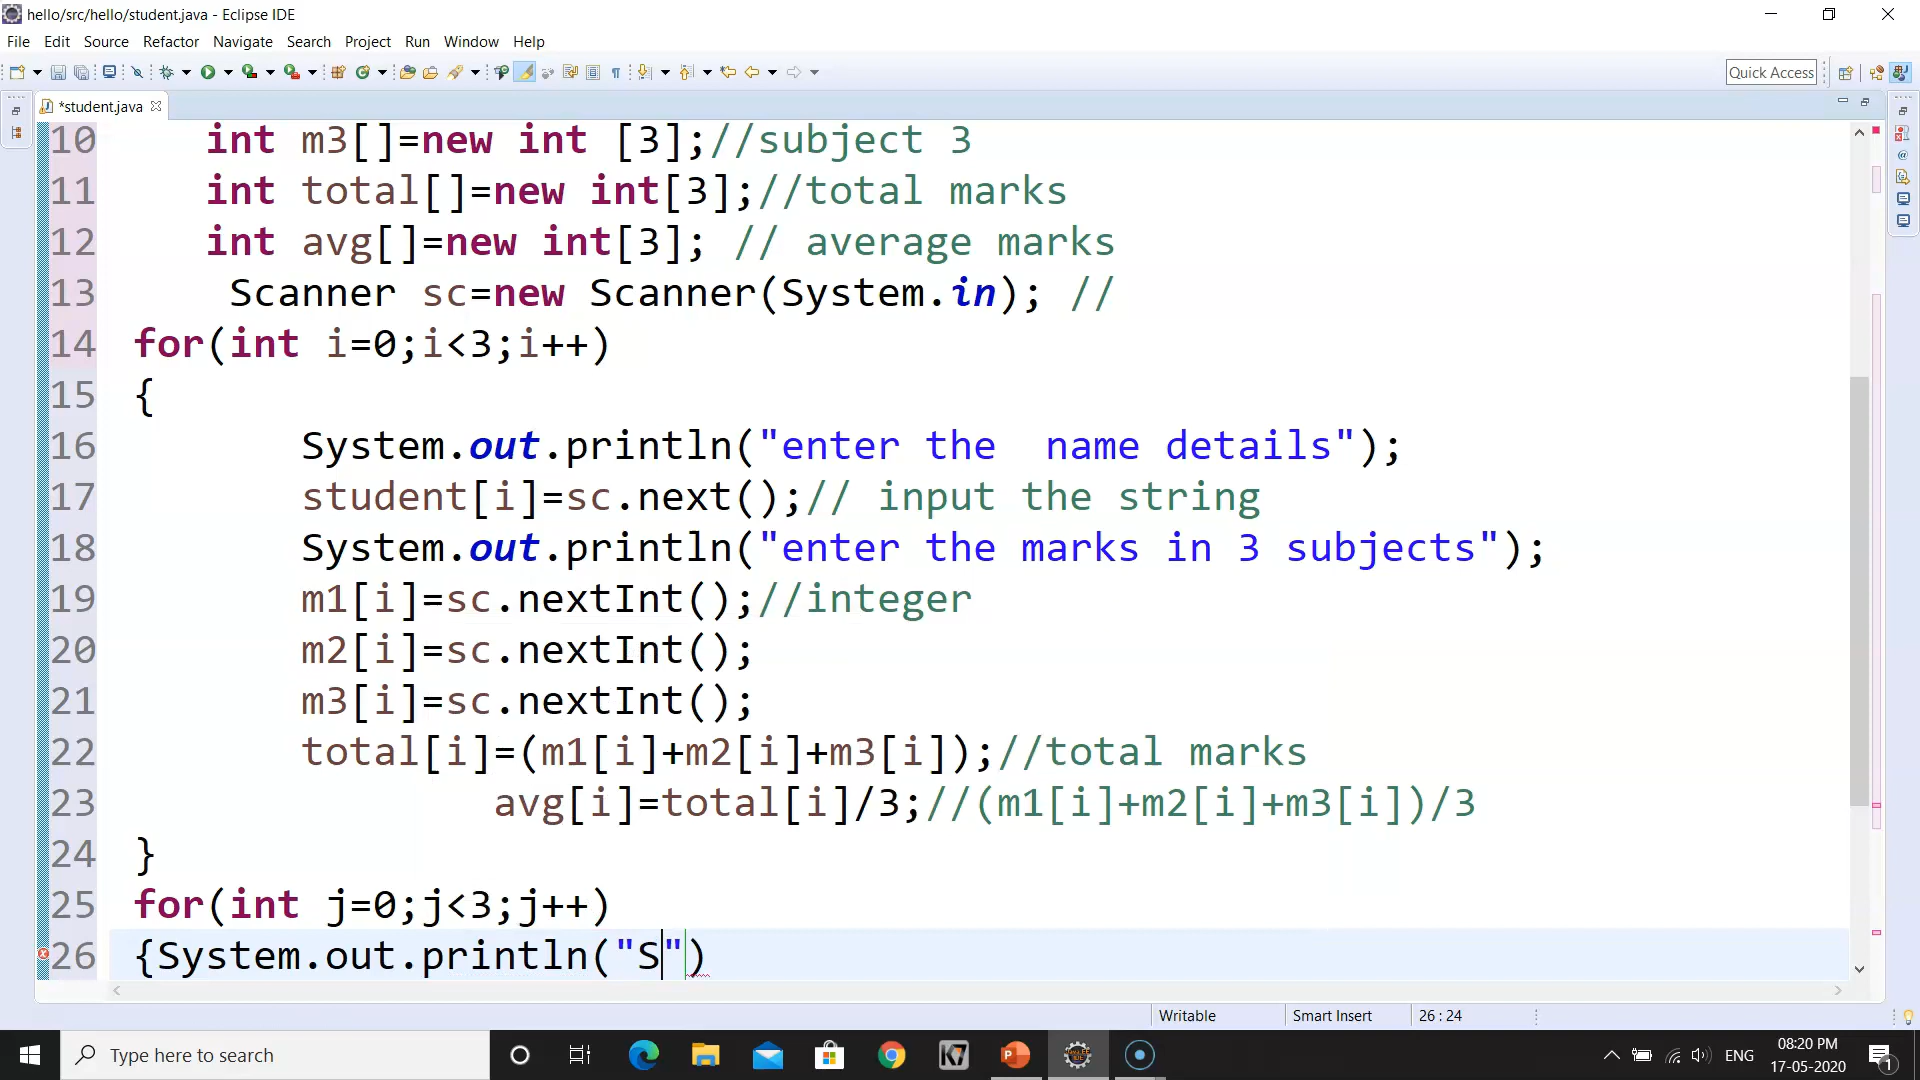 hello/src/hello/student.java - Eclipse IDE
File Edit Source Refactor Navigate Search Project Run Window Help
Quick Access
*student.java
10 int m3[]=new int [3];//subject 3
11 int total[]=new int[3];//total marks
12 int avg[]=new int[3]; // average marks
13 Scanner sc=new Scanner(System.in); //
14 for(int i=0;i<3;i++)
15 {
16 System.out.println("enter the  name details");
17 student[i]=sc.next();// input the string
18 System.out.println("enter the marks in 3 subjects");
19 m1[i]=sc.nextInt();//integer
20 m2[i]=sc.nextInt();
21 m3[i]=sc.nextInt();
22 total[i]=(m1[i]+m2[i]+m3[i]);//total marks
23 avg[i]=total[i]/3;//(m1[i]+m2[i]+m3[i])/3
24 }
25 for(int j=0;j<3;j++)
26 {System.out.println("S")
Writable Smart Insert 26 : 24
Type here to search
K7
P
ENG
08:20 PM
17-05-2020
1